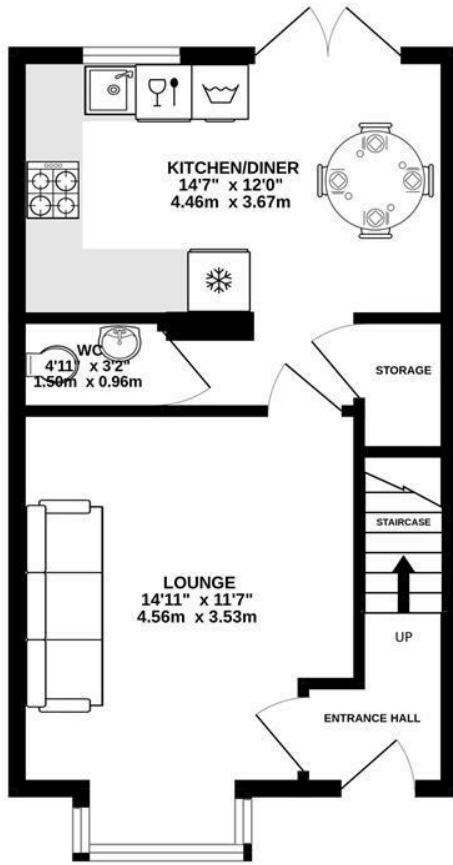 KITCHEN/DINER
14'7" x 12'0"
4.46m x 3.67m
WC
4'11" x 3'2"
1.50m x 0.96m
STORAGE
STAIRCASE
UP
LOUNGE
14'11" x 11'7"
4.56m x 3.53m
ENTRANCE HALL